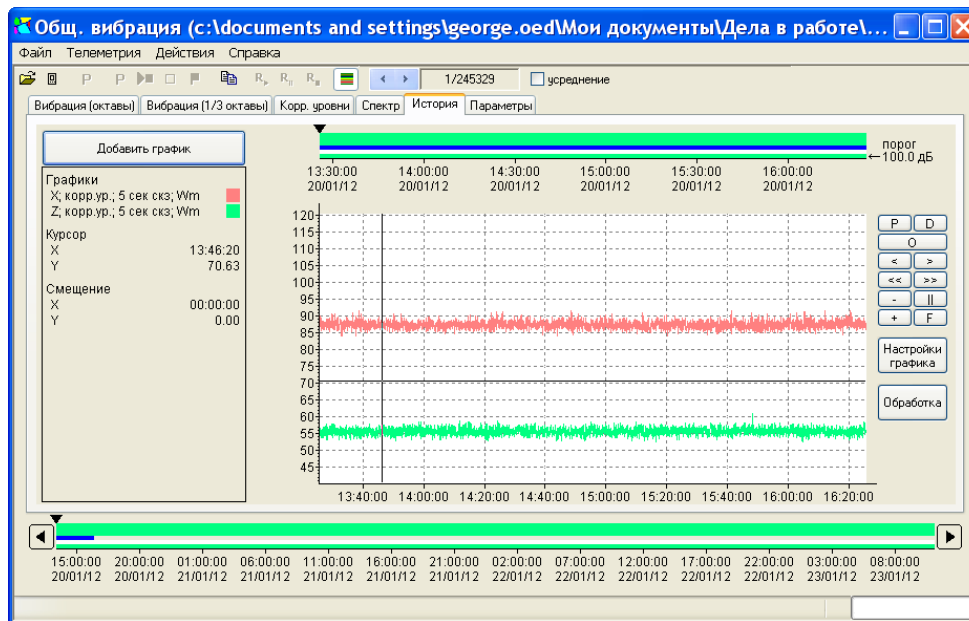 Общ. вибрация (c:\documents and settings\george.oed\Мои документы\Дела в работе\...
Файл Телеметрия Действия Справка
P P R R R 1/245329 усреднение
Вибрация (октавы) Вибрация (1/3 октавы) Корр. уровни Спектр История Параметры
Добавить график
Графики
X; корр.ур.; 5 сек скз; Wm
Z; корр.ур.; 5 сек скз; Wm
Курсор
X 13:46:20
Y 70.63
Смещение
X 00:00:00
Y 0.00
порог
←100.0 дБ
13:30:00 14:00:00 14:30:00 15:00:00 15:30:00 16:00:00
20/01/12 20/01/12 20/01/12 20/01/12 20/01/12 20/01/12
120
115
110
105
100
95
90
85
80
75
70
65
60
55
50
45
13:40:00 14:00:00 14:20:00 14:40:00 15:00:00 15:20:00 15:40:00 16:00:00 16:20:00
P D
O
< >
<< >>
- ||
+ F
Настройки
графика
Обработка
15:00:00 20:00:00 01:00:00 06:00:00 11:00:00 16:00:00 21:00:00 02:00:00 07:00:00 12:00:00 17:00:00 22:00:00 03:00:00 08:00:00
20/01/12 20/01/12 21/01/12 21/01/12 21/01/12 21/01/12 21/01/12 22/01/12 22/01/12 22/01/12 22/01/12 22/01/12 23/01/12 23/01/12